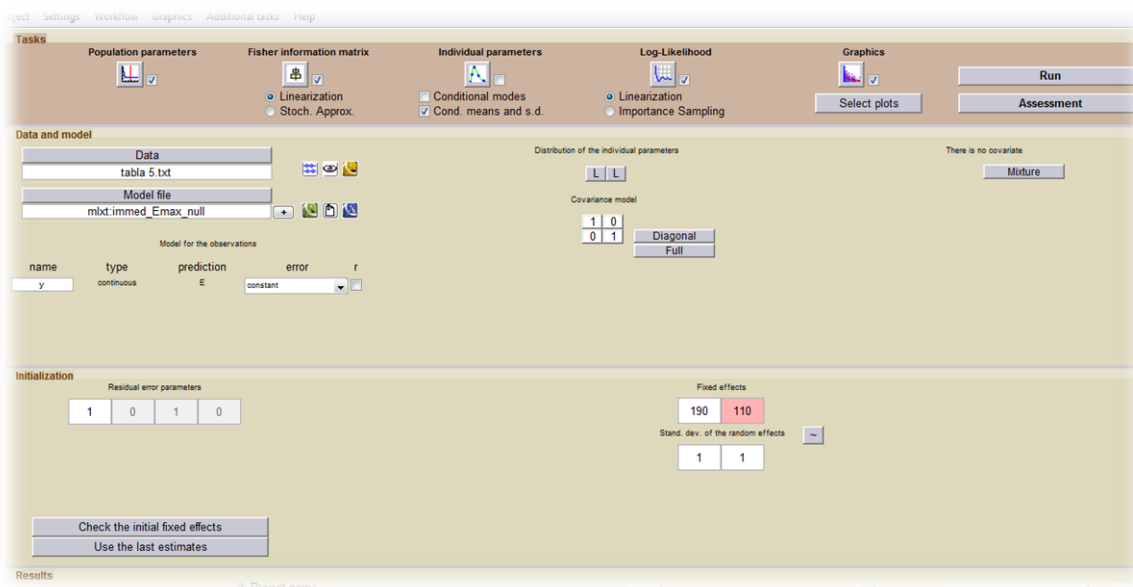 ject Settings Workflow Graphics Additional tasks Help
Tasks
Population parameters Fisher information matrix Individual parameters Log-Likelihood Graphics
Run
Linearization Conditional modes Linearization Select plots Assessment
Stoch. Approx. Cond. means and s.d. Importance Sampling
Data and model
Data Distribution of the individual parameters There is no covariate
tabla 5.txt L L Mixture
Model file Covariance model
mlxt:immed_Emax_null + 1 0
0 1 Diagonal
Full
Model for the observations
name type prediction error r
y continuous E constant
Initialization
Residual error parameters Fixed effects
1 0 1 0 190 110
Stand. dev. of the random effects ~
1 1
Check the initial fixed effects
Use the last estimates
Results
Project name